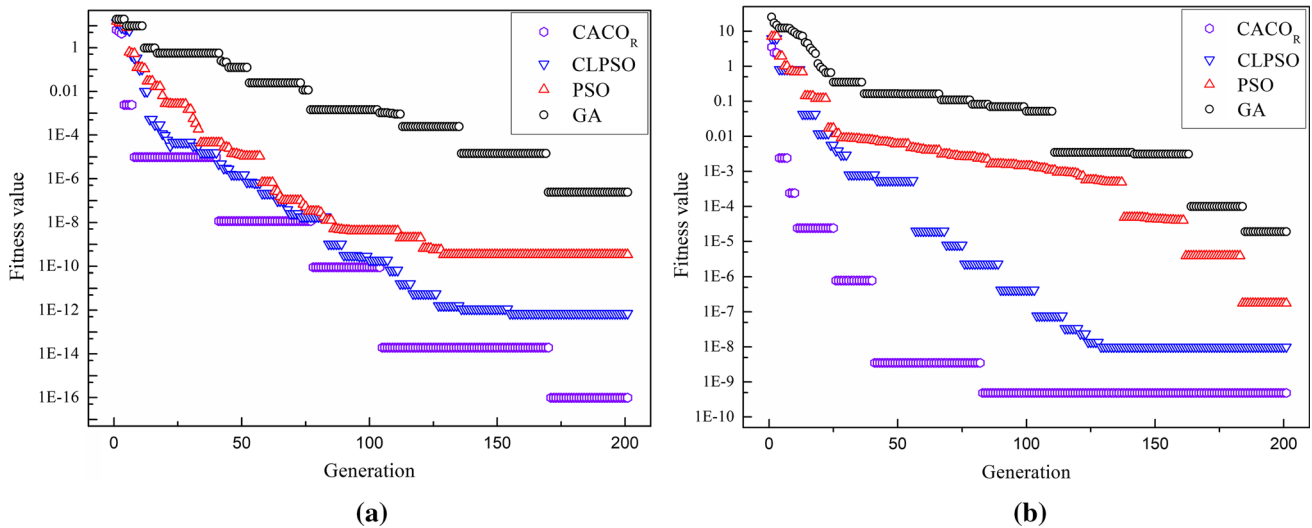 CACO_R
CLPSO
PSO
GA
1
0.01
1E-4
1E-6
1E-8
1E-10
1E-12
1E-14
1E-16
Fitness value
0 50 100 150 200
Generation
(a)
CACO_R
CLPSO
PSO
GA
10
1
0.1
0.01
1E-3
1E-4
1E-5
1E-6
1E-7
1E-8
1E-9
1E-10
Fitness value
0 50 100 150 200
Generation
(b)